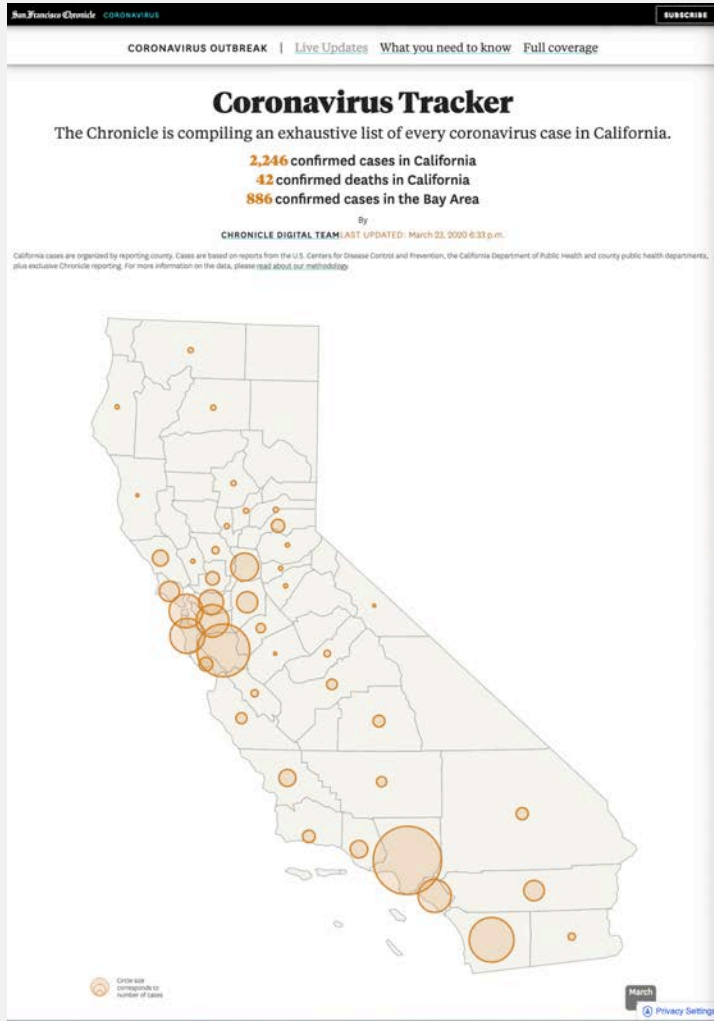 San Francisco Chronicle CORONAVIRUS SUBSCRIBE
CORONAVIRUS OUTBREAK | Live Updates What you need to know Full coverage
Coronavirus Tracker
The Chronicle is compiling an exhaustive list of every coronavirus case in California.
2,246 confirmed cases in California
42 confirmed deaths in California
886 confirmed cases in the Bay Area
By
CHRONICLE DIGITAL TEAM LAST UPDATED: March 23, 2020 6:33 p.m.
California cases are organized by reporting county. Cases are based on reports from the U.S. Centers for Disease Control and Prevention, the California Department of Public Health and county public health departments,
plus exclusive Chronicle reporting. For more information on the data, please read about our methodology.
Circle size
corresponds to
number of cases
March
Privacy Settings